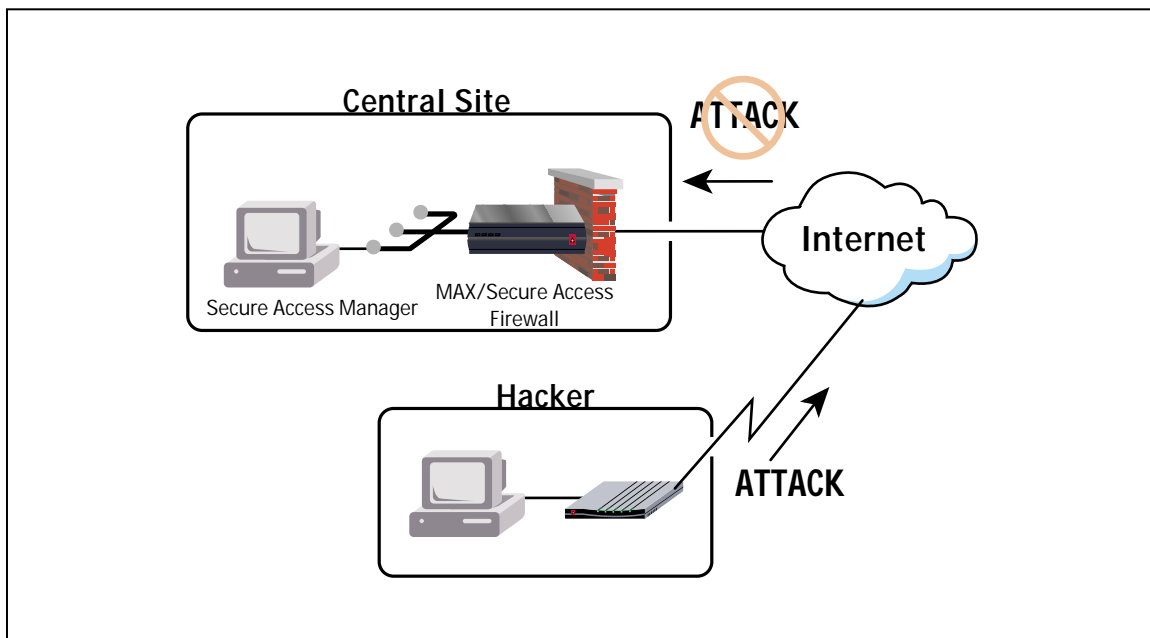 Central Site
ATTACK
Internet
Secure Access Manager
MAX/Secure Access
Firewall
Hacker
ATTACK